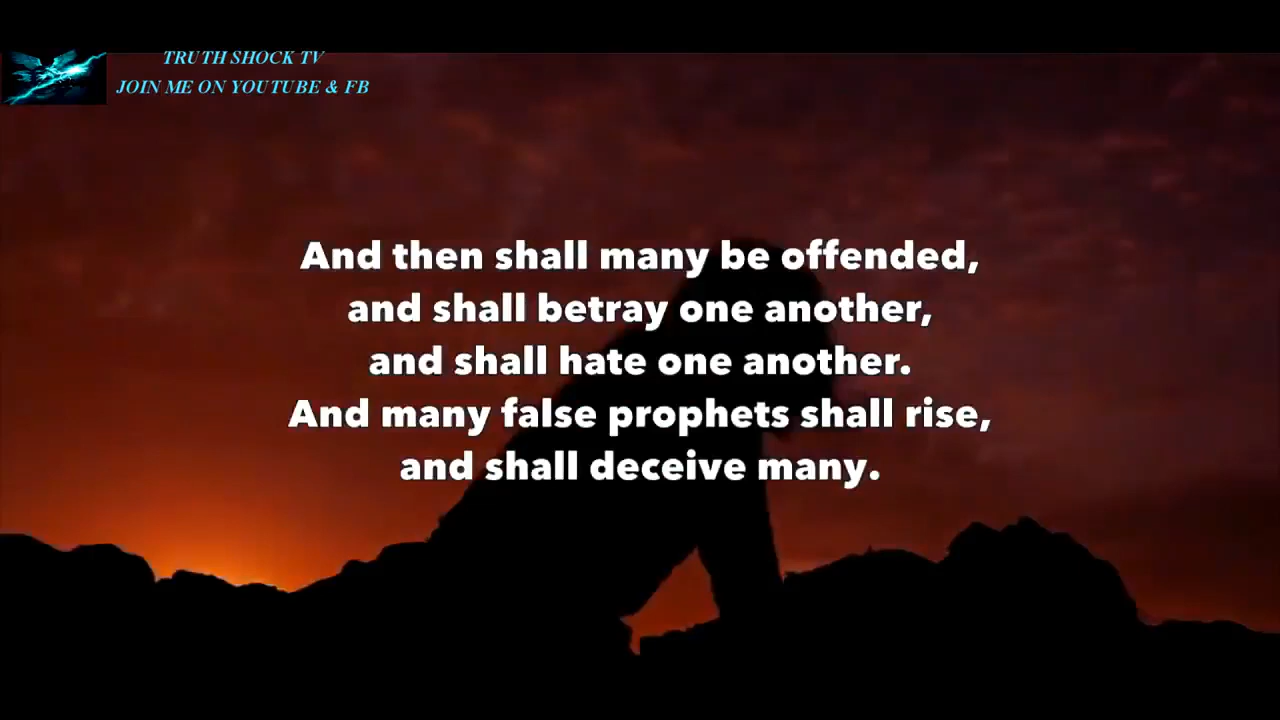 TRUTH SHOCK TV
JOIN ME ON YOUTUBE & FB
And then shall many be offended,
and shall betray one another,
and shall hate one another.
And many false prophets shall rise,
and shall deceive many.